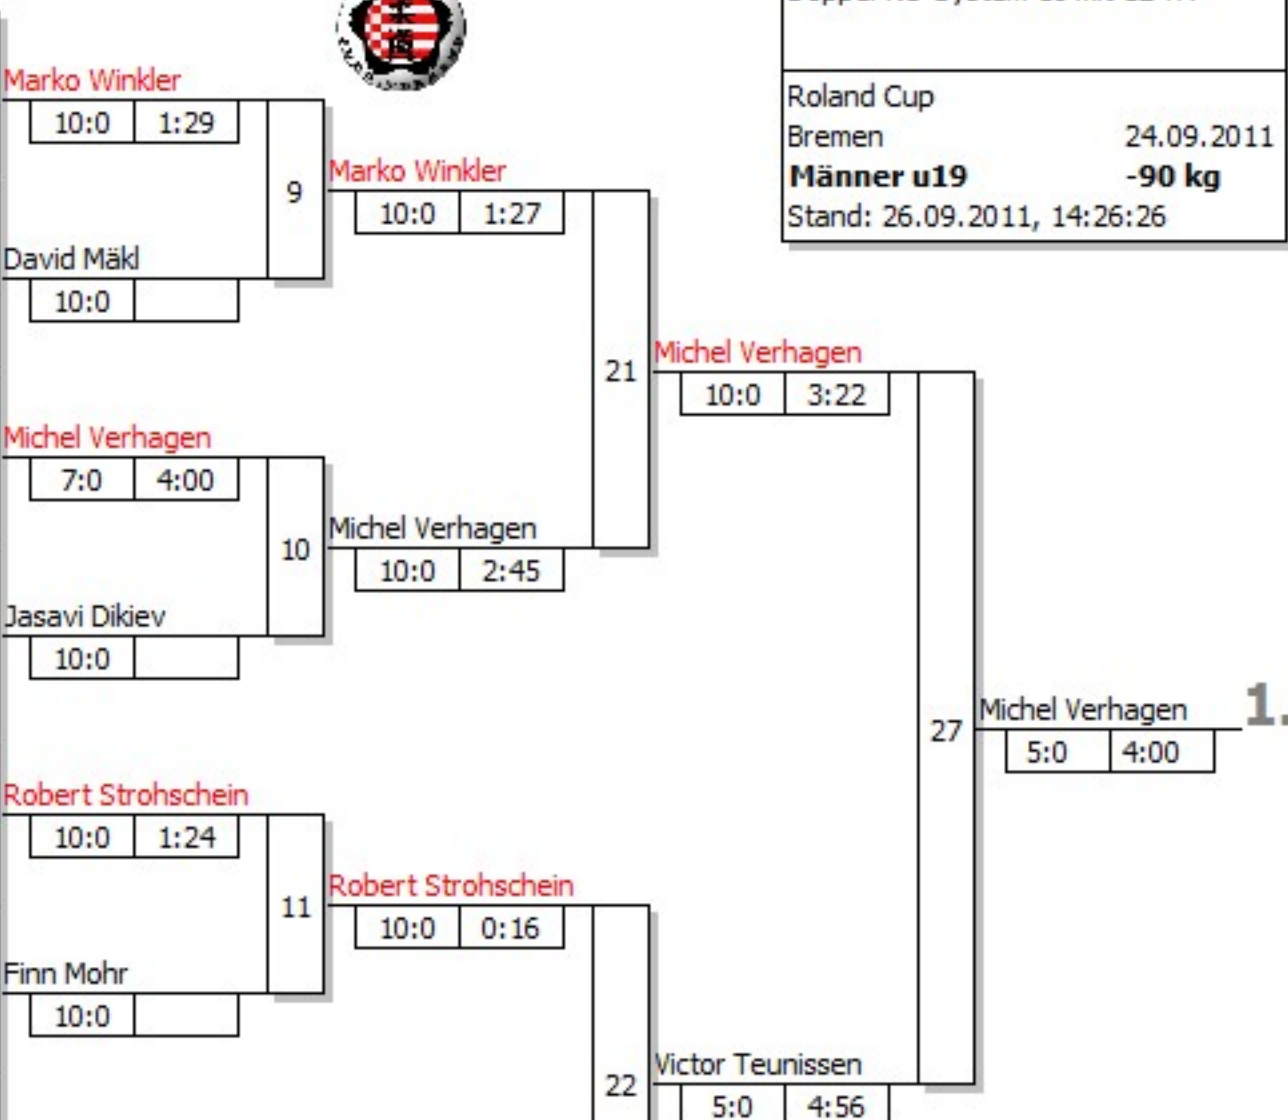 Roland Cup
Bremen 24.09.2011
Männer u19 -90 kg
Stand: 26.09.2011, 14:26:26
Marko Winkler
10:0 1:29
9
David Mäkl
10:0
Marko Winkler
10:0 1:27
Michel Verhagen
7:0 4:00
10
Jasavi Dikiev
10:0
Michel Verhagen
10:0 2:45
21
Michel Verhagen
10:0 3:22
Robert Strohschein
10:0 1:24
11
Finn Mohr
10:0
Robert Strohschein
10:0 0:16
22
Victor Teunissen
5:0 4:56
27
Michel Verhagen 1.
5:0 4:00